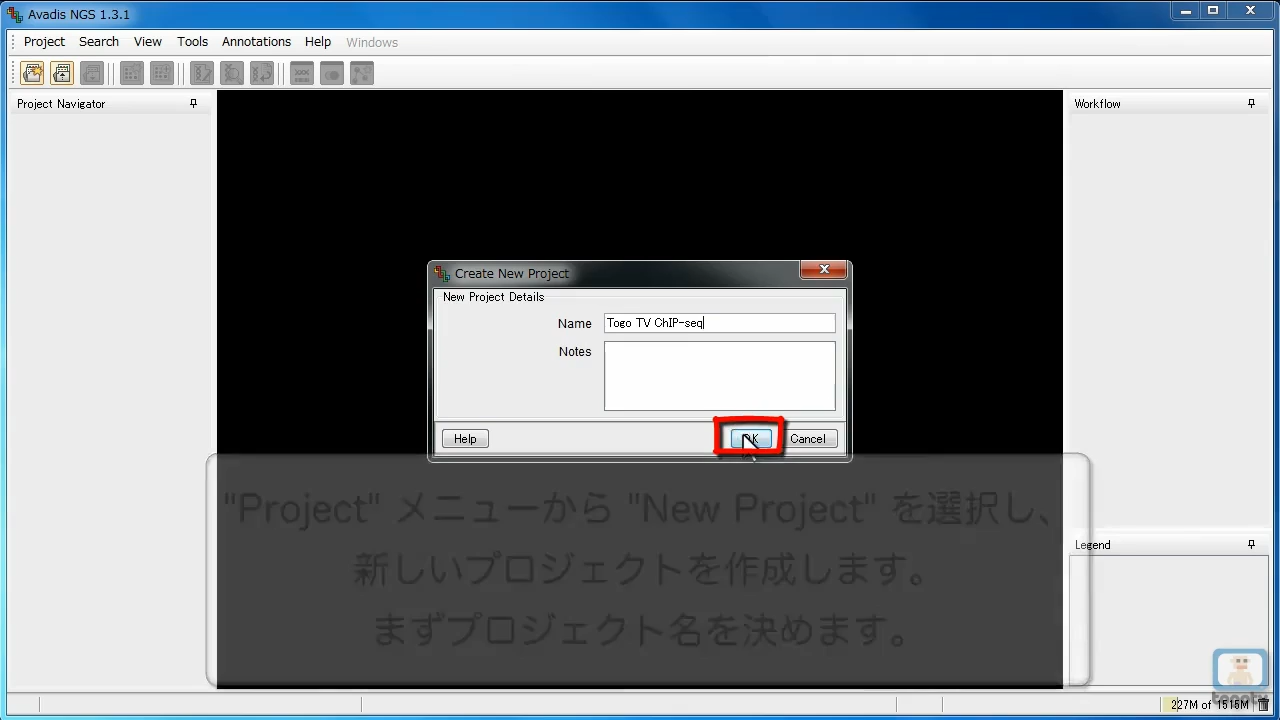 Avadis NGS 1.3.1
Project Search View Tools Annotations Help Windows
Project Navigator
Workflow
Create New Project
New Project Details
Name Togo TV ChIP-seq
Notes
Help OK Cancel
"Project" メニューから "New Project" を選択し、
新しいプロジェクトを作成します。
まずプロジェクト名を決めます。
Legend
togotv
227M of 1515M